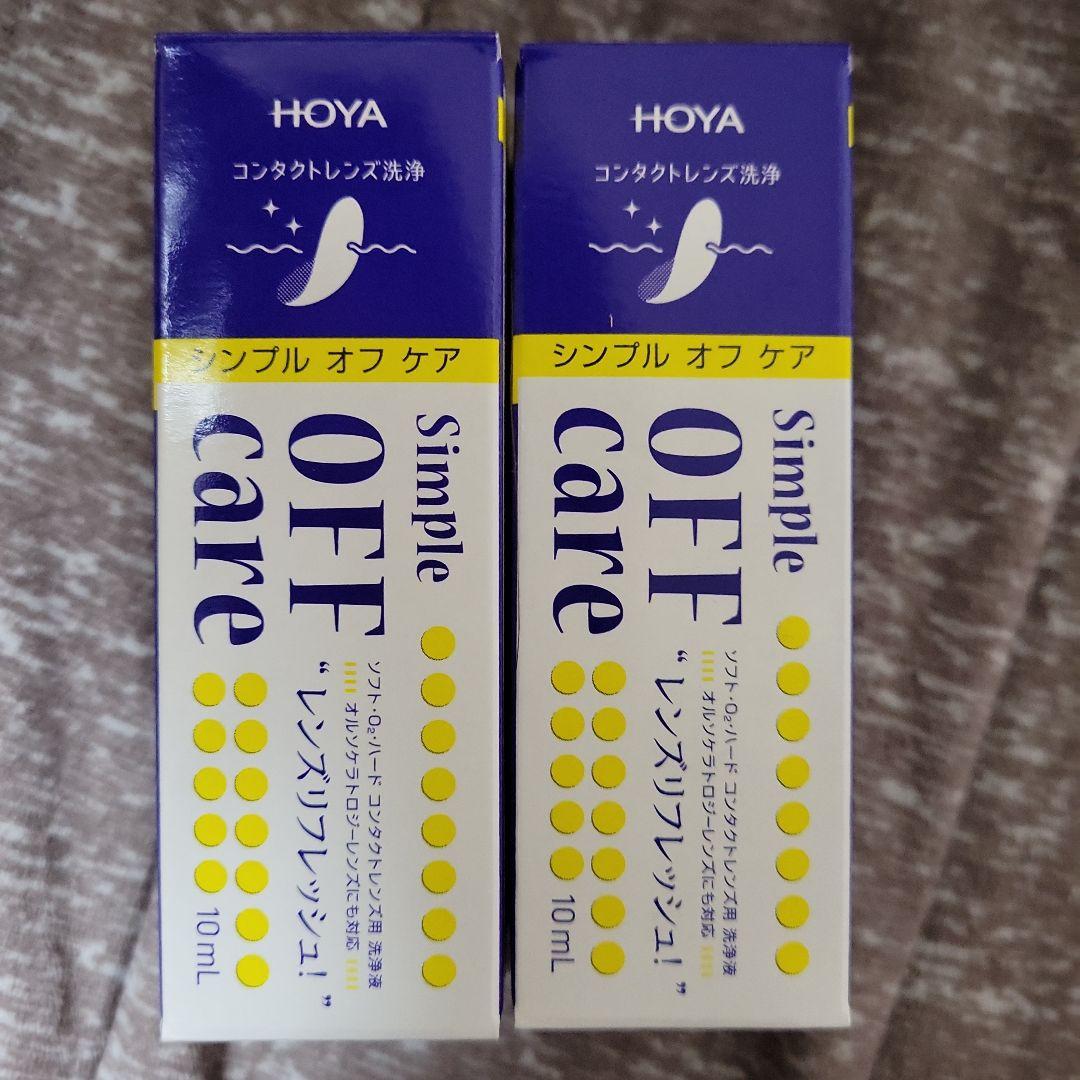 HOYA
コンタクトレンズ洗浄
シンプル オフ ケア
Simple
OFF
care
ソフト・O₂・ハード コンタクトレンズ用 洗浄液
オルソケラトロジーレンズにも対応
“レンズリフレッシュ!”
10mL
HOYA
コンタクトレンズ洗浄
シンプル オフ ケア
Simple
OFF
care
ソフト・O₂・ハード コンタクトレンズ用 洗浄液
オルソケラトロジーレンズにも対応
“レンズリフレッシュ!”
10mL